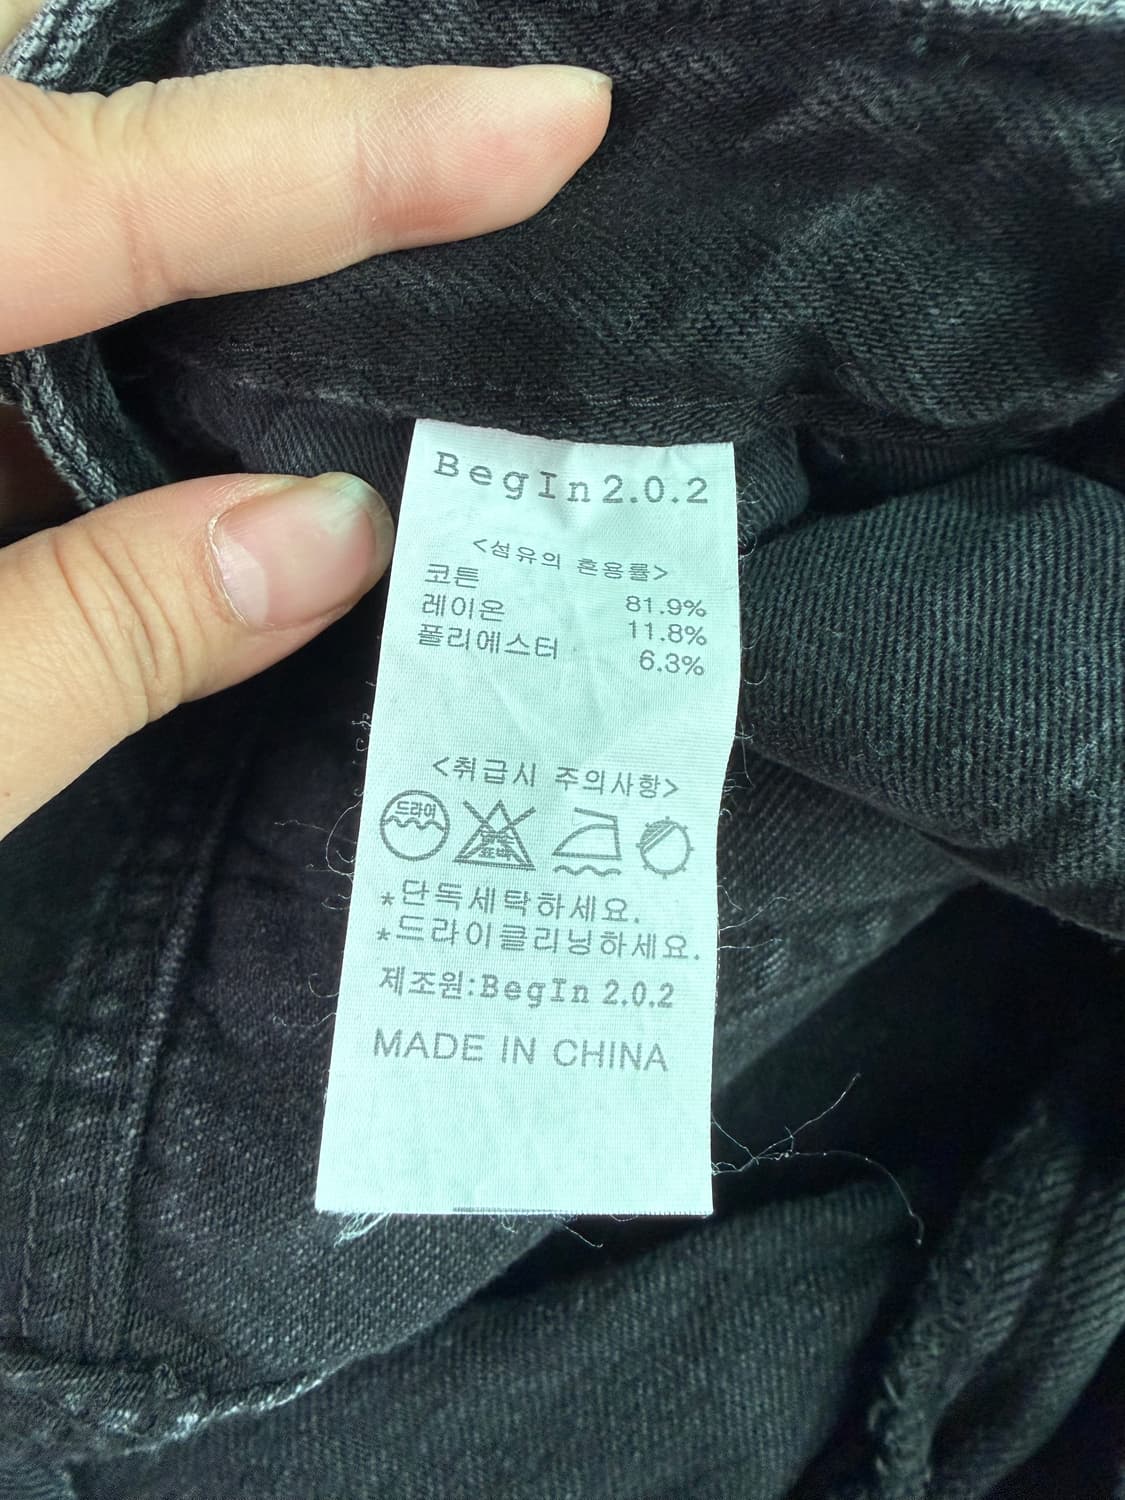 BegIn2.0.2
<섬유의 혼용률>
코튼 81.9%
레이온 11.8%
폴리에스터 6.3%
<취급시 주의사항>
드라이
표백
*단독세탁하세요.
*드라이클리닝하세요.
제조원:BegIn 2.0.2
MADE IN CHINA